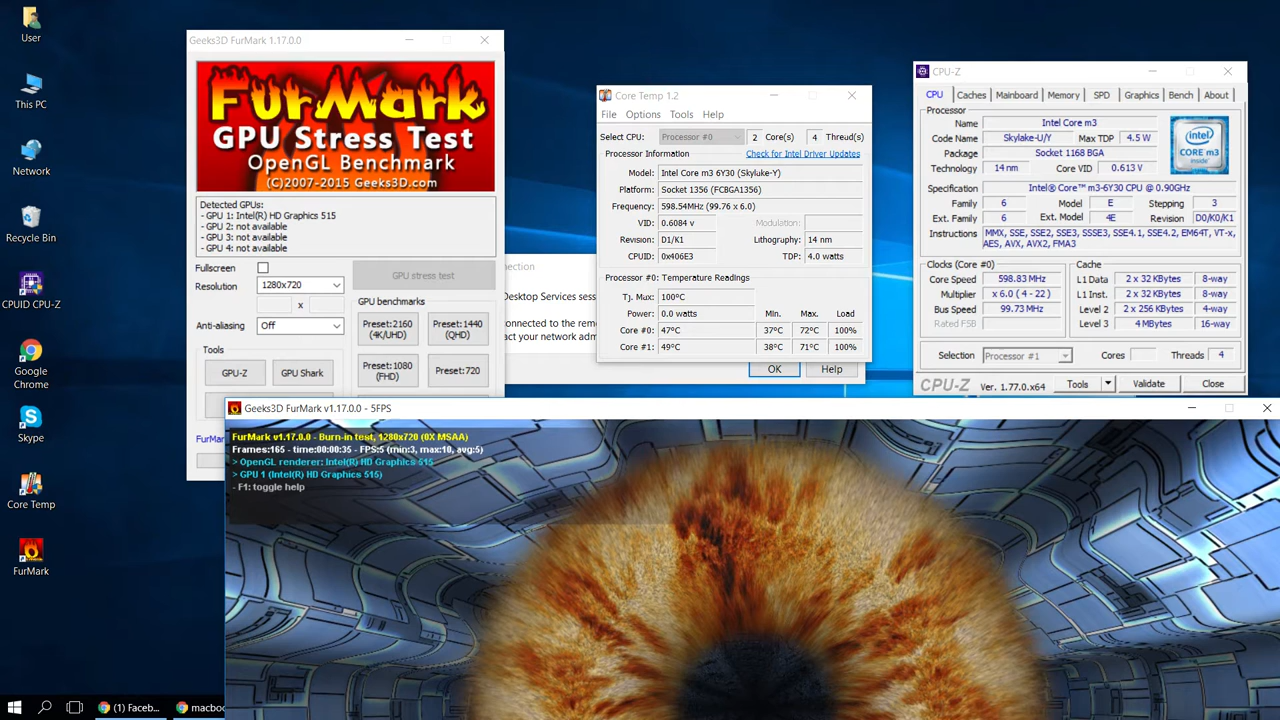 User
This PC
Network
Recycle Bin
CPUID CPU-Z
Google
Chrome
Skype
Core Temp
FurMark
Geeks3D FurMark 1.17.0.0
FurMark
GPU Stress Test
OpenGL Benchmark
(C)2007-2015 Geeks3D.com
Detected GPUs:
- GPU 1: Intel(R) HD Graphics 515
- GPU 2: not available
- GPU 3: not available
- GPU 4: not available
Fullscreen
GPU stress test
Resolution 1280x720
x
GPU benchmarks
Anti-aliasing Off
Preset:2160
(4K/UHD)
Preset:1440
(QHD)
Tools
GPU-Z GPU Shark
Preset:1080
(FHD)
Preset:720
FurMar
nection
Desktop Services sess
onnected to the remo
act your network adm
OK Help
Core Temp 1.2
File Options Tools Help
Select CPU: Processor #0 2 Core(s) 4 Thread(s)
Processor Information Check for Intel Driver Updates
Model: Intel Core m3 6Y30 (Skyluke-Y)
Platform: Socket 1356 (FCBGA1356)
Frequency: 598.54MHz (99.76 x 6.0)
VID: 0.6084 v Modulation:
Revision: D1/K1 Lithography: 14 nm
CPUID: 0x406E3 TDP: 4.0 watts
Processor #0: Temperature Readings
Tj. Max: 100°C
Power: 0.0 watts Min. Max. Load
Core #0: 47°C 37°C 72°C 100%
Core #1: 49°C 38°C 71°C 100%
CPU-Z
CPU Caches Mainboard Memory SPD Graphics Bench About
Processor
Name Intel Core m3
Code Name Skylake-U/Y Max TDP 4.5 W
Package Socket 1168 BGA
Technology 14 nm Core VID 0.613 V
intel
CORE m3
inside
Specification Intel® Core™ m3-6Y30 CPU @ 0.90GHz
Family 6 Model E Stepping 3
Ext. Family 6 Ext. Model 4E Revision D0/K0/K1
Instructions MMX, SSE, SSE2, SSE3, SSSE3, SSE4.1, SSE4.2, EM64T, VT-x,
AES, AVX, AVX2, FMA3
Clocks (Core #0)
Core Speed 598.83 MHz
Multiplier x 6.0 ( 4 - 22 )
Bus Speed 99.73 MHz
Rated FSB
Cache
L1 Data 2 x 32 KBytes 8-way
L1 Inst. 2 x 32 KBytes 8-way
Level 2 2 x 256 KBytes 4-way
Level 3 4 MBytes 16-way
Selection Processor #1 Cores Threads 4
CPU-Z Ver. 1.77.0.x64 Tools Validate Close
Geeks3D FurMark v1.17.0.0 - 5FPS
FurMark v1.17.0.0 - Burn-in test, 1280x720 (0X MSAA)
Frames:165 - time:00:00:35 - FPS:5 (min:3, max:10, avg:5)
> OpenGL renderer: Intel(R) HD Graphics 515
> GPU 1 (Intel(R) HD Graphics 515)
- F1: toggle help
(1) Faceb...
macboo